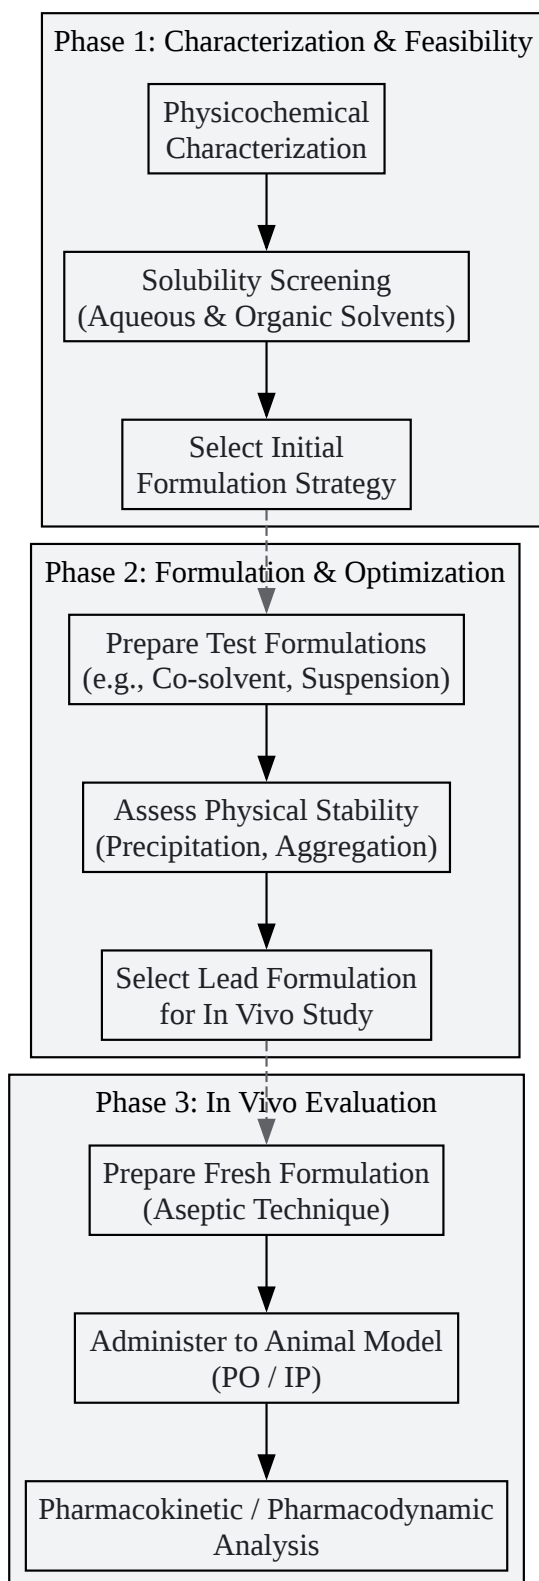 Phase 1: Characterization & Feasibility
Physicochemical
Characterization
Solubility Screening
(Aqueous & Organic Solvents)
Select Initial
Formulation Strategy
Phase 2: Formulation & Optimization
Prepare Test Formulations
(e.g., Co-solvent, Suspension)
Assess Physical Stability
(Precipitation, Aggregation)
Select Lead Formulation
for In Vivo Study
Phase 3: In Vivo Evaluation
Prepare Fresh Formulation
(Aseptic Technique)
Administer to Animal Model
(PO / IP)
Pharmacokinetic / Pharmacodynamic
Analysis